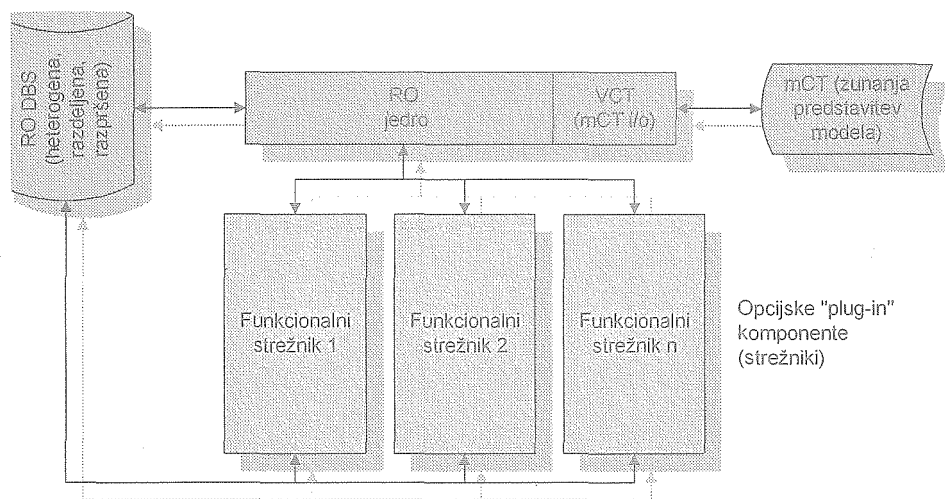 RO DBS
(heterogena,
razdeljena,
razpršena)
RO
jedro
VCT
(mCT i/o)
mCT (zunanja
predstavitev
modela)
Funkcionalni
strežnik 1
Funkcionalni
strežnik 2
Funkcionalni
strežnik n
Opcijske "plug-in"
komponente
(strežniki)